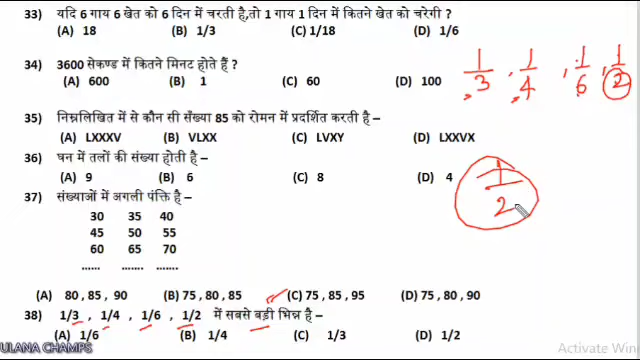 33) यदि 6 गाय 6 खेत को 6 दिन में चरती है,तो 1 गाय 1 दिन में कितने खेत को चरेगी ?
(A) 18 (B) 1/3 (C) 1/18 (D) 1/6
34) 3600 सेकण्ड में कितने मिनट होते हैं ?
(A) 600 (B) 1 (C) 60 (D) 100
1/3 , 1/4 , 1/6 , 1/2
35) निम्नलिखित में से कौन सी सँख्या 85 को रोमन में प्रदर्शित करती है–
(A) LXXXV (B) VLXX (C) LVXY (D) LXXVX
36) घन में तलों की संख्या होती है –
(A) 9 (B) 6 (C) 8 (D) 4
1/2
37) संख्याओं में अगली पंक्ति है –
30 35 40
45 50 55
60 65 70
...... ....... .......
(A) 80, 85, 90 (B) 75, 80, 85 (C) 75, 85, 95 (D) 75, 80, 90
38) 1/3 , 1/4 , 1/6 , 1/2 में सबसे बड़ी भिन्न है –
(A) 1/6 (B) 1/4 (C) 1/3 (D) 1/2
ULANA CHAMPS
Activate Win